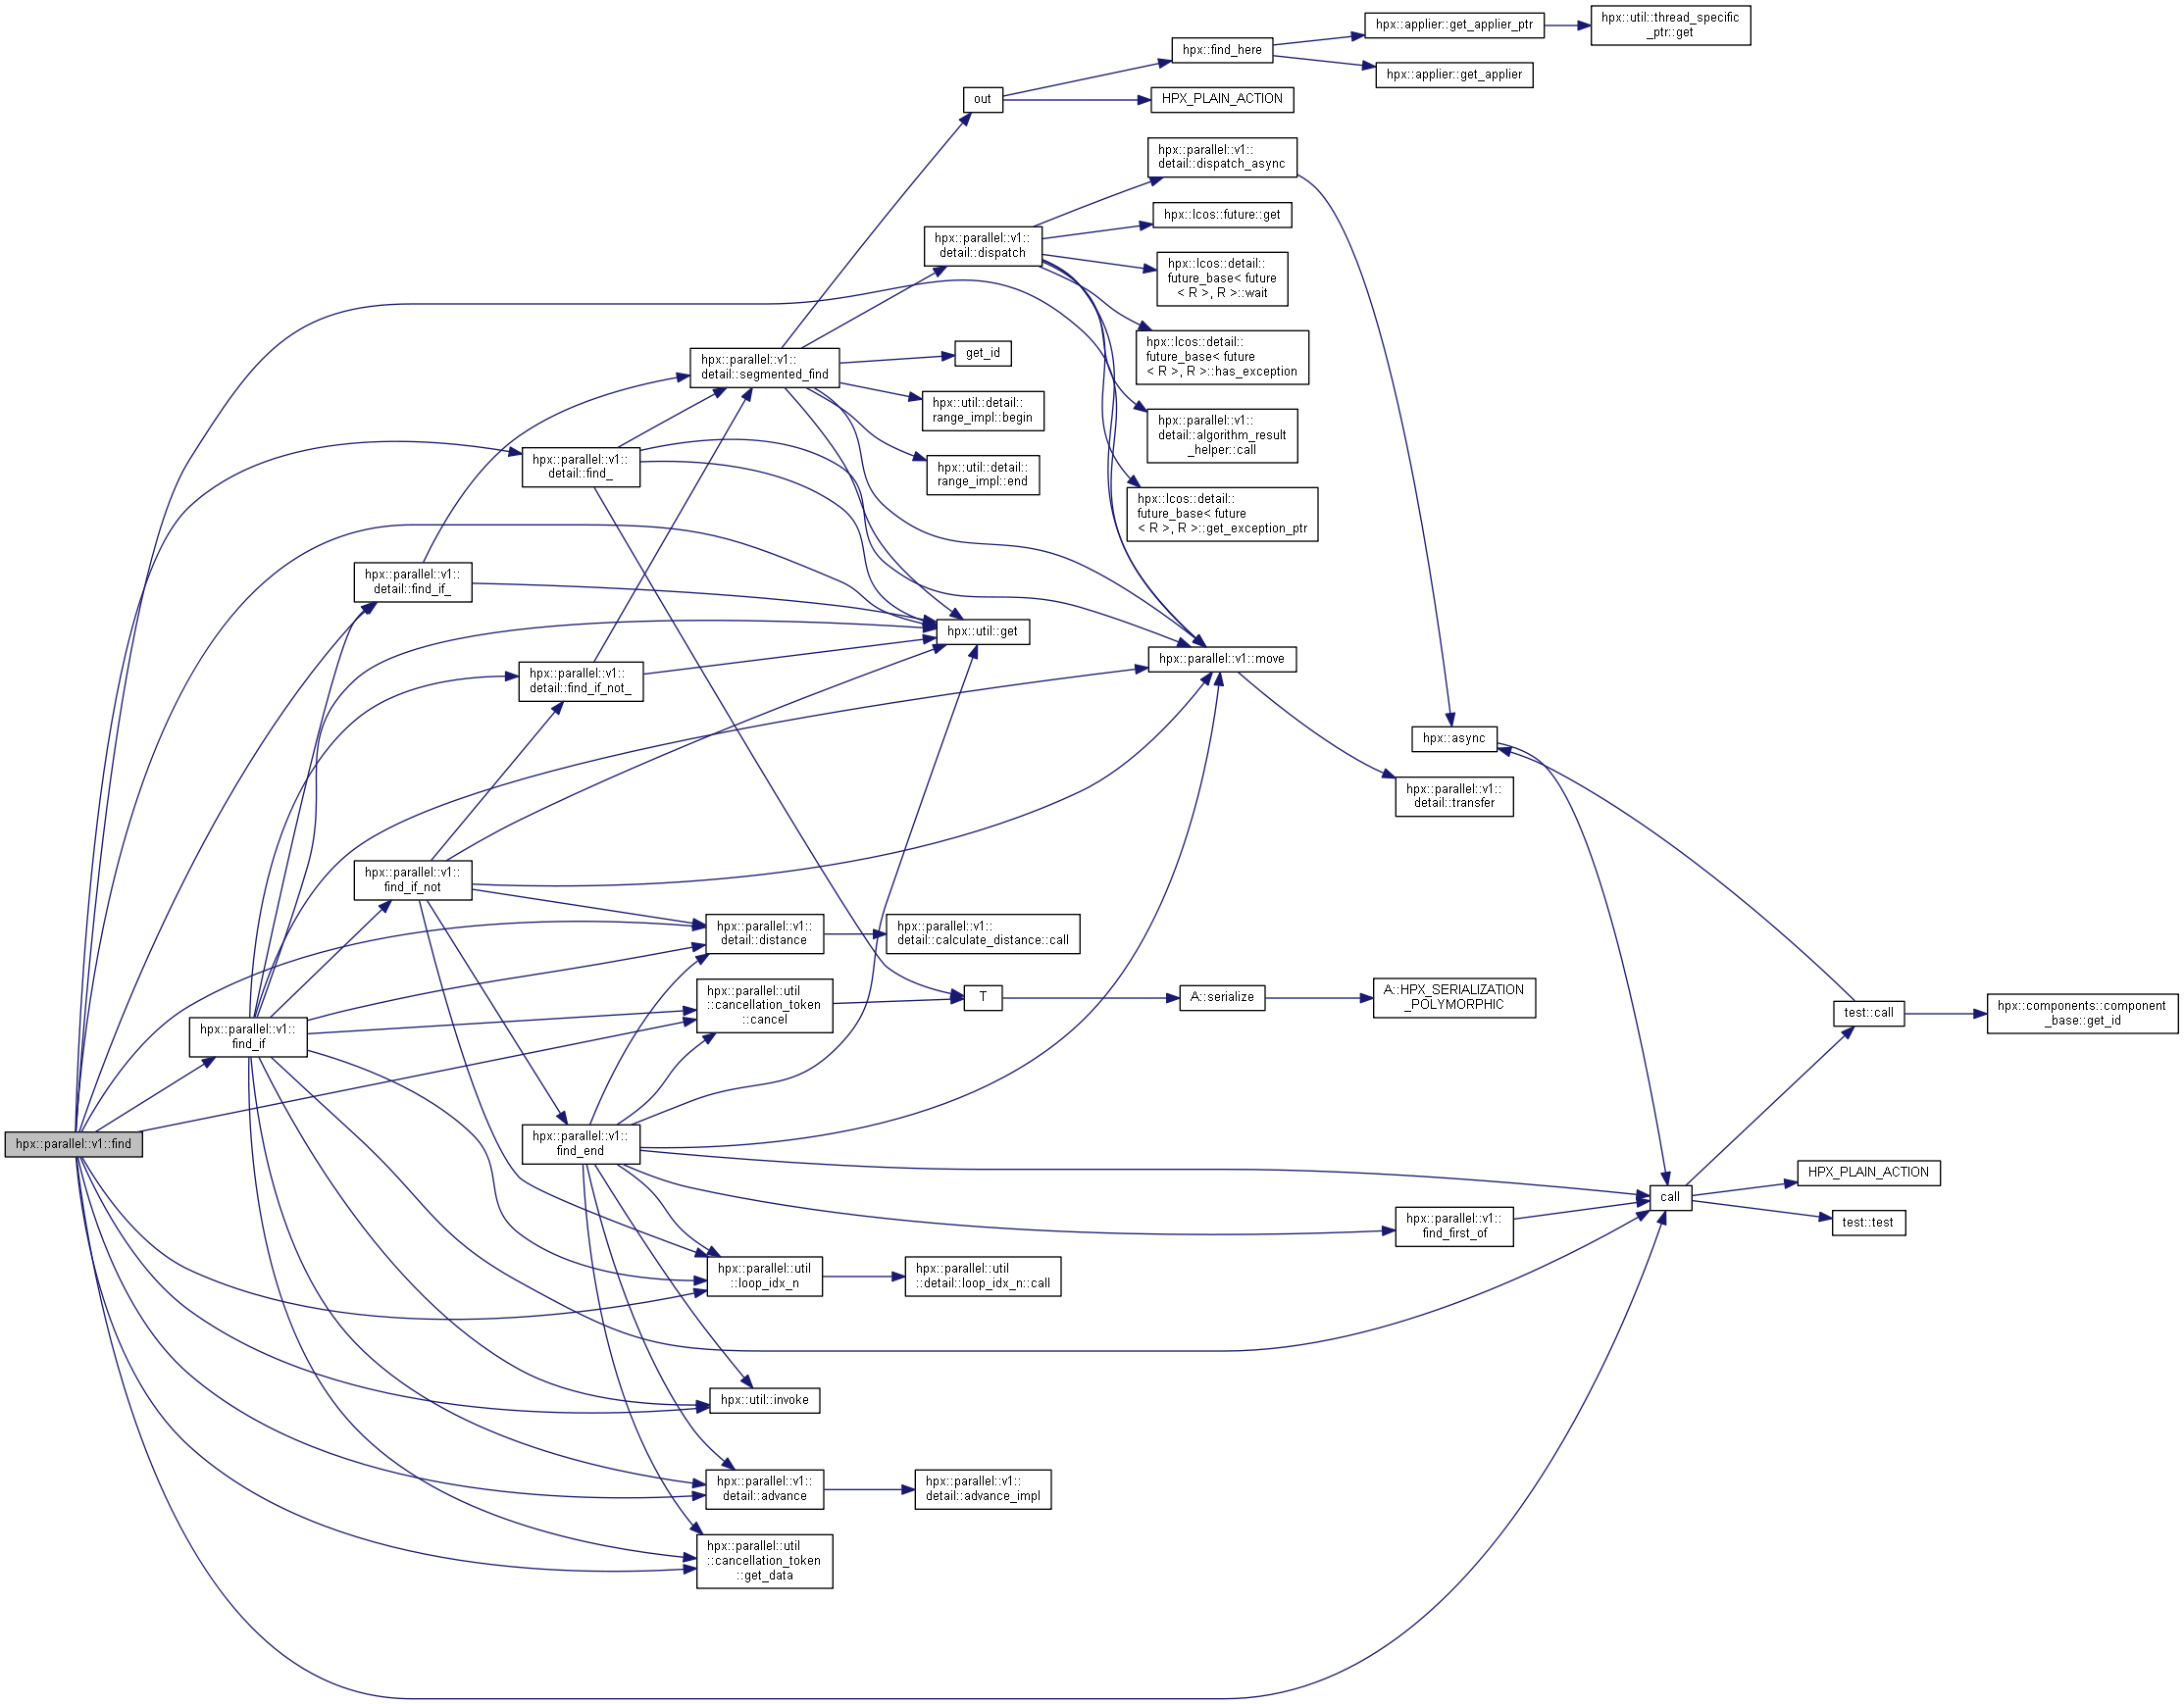 hpx::applier::get_applier_ptr
hpx::util::thread_specific
_ptr::get
hpx::find_here
hpx::applier::get_applier
out
HPX_PLAIN_ACTION
hpx::parallel::v1::
detail::dispatch_async
hpx::lcos::future::get
hpx::parallel::v1::
detail::dispatch
hpx::lcos::detail::
future_base< future
< R >, R >::wait
hpx::lcos::detail::
future_base< future
< R >, R >::has_exception
get_id
hpx::parallel::v1::
detail::segmented_find
hpx::util::detail::
range_impl::begin
hpx::parallel::v1::
detail::algorithm_result
_helper::call
hpx::parallel::v1::
detail::find_
hpx::util::detail::
range_impl::end
hpx::lcos::detail::
future_base< future
< R >, R >::get_exception_ptr
hpx::parallel::v1::
detail::find_if_
hpx::util::get
hpx::parallel::v1::move
hpx::parallel::v1::
detail::find_if_not_
hpx::async
hpx::parallel::v1::
detail::transfer
hpx::parallel::v1::
find_if_not
hpx::parallel::v1::
detail::distance
hpx::parallel::v1::
detail::calculate_distance::call
hpx::parallel::util
::cancellation_token
::cancel
T
A::serialize
A::HPX_SERIALIZATION
_POLYMORPHIC
test::call
hpx::components::component
_base::get_id
hpx::parallel::v1::
find_if
hpx::parallel::v1::find
hpx::parallel::v1::
find_end
HPX_PLAIN_ACTION
call
test::test
hpx::parallel::v1::
find_first_of
hpx::parallel::util
::loop_idx_n
hpx::parallel::util
::detail::loop_idx_n::call
hpx::util::invoke
hpx::parallel::v1::
detail::advance
hpx::parallel::v1::
detail::advance_impl
hpx::parallel::util
::cancellation_token
::get_data